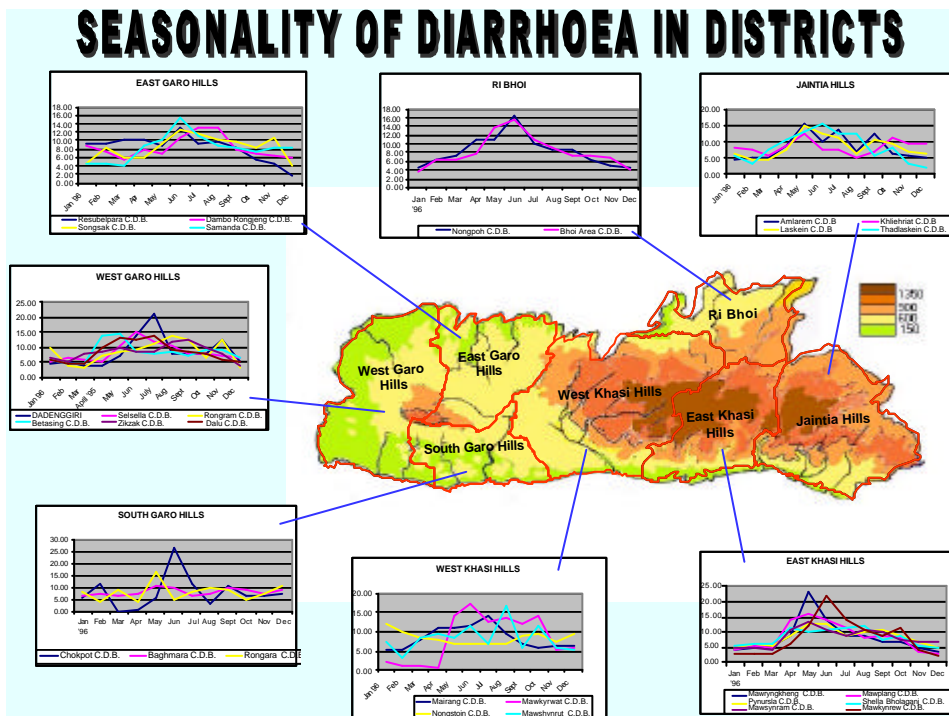 SEASONALITY OF DIARRHOEA IN DISTRICTS
EAST GARO HILLS
18.00
16.00
14.00
12.00
10.00
8.00
6.00
4.00
2.00
0.00
Jan '96 Feb Mar Apr May Jun Jul Aug Sept Oct Nov Dec
Resubelpara C.D.B. Dambo Rongjeng C.D.B.
Songsak C.D.B. Samanda C.D.B.
RI BHOI
18.00
16.00
14.00
12.00
10.00
8.00
6.00
4.00
2.00
0.00
Jan '96 Feb Mar Apr May Jun Jul Aug Sept Oct Nov Dec
Nongpoh C.D.B. Bhoi Area C.D.B.
JAINTIA HILLS
20.00
15.00
10.00
5.00
0.00
Jan '96 Feb Mar Apr May Jun Jul Aug Sept Oct Nov Dec
Amlarem C.D.B Khliehriat C.D.B
Laskein C.D.B Thadlaskein C.D.B
WEST GARO HILLS
25.00
20.00
15.00
10.00
5.00
0.00
Jan 96 Feb Mar April '95 May Jun July Aug Sept Oct Nov Dec
DADENGGIRI Selsella C.D.B. Rongram C.D.B.
Betasing C.D.B. Zikzak C.D.B. Dalu C.D.B.
1350
900
600
150
Ri Bhoi
East Garo Hills
West Garo Hills
West Khasi Hills
East Khasi Hills
Jaintia Hills
South Garo Hills
SOUTH GARO HILLS
30.00
25.00
20.00
15.00
10.00
5.00
0.00
Jan '96 Feb Mar Apr May Jun Jul Aug Sept Oct Nov Dec
Chokpot C.D.B. Baghmara C.D.B. Rongara C.D.B
WEST KHASI HILLS
20.00
15.00
10.00
5.00
0.00
Jan 96 Feb Mar Apr May Jun Jul Aug Sept Oct Nov Dec
Mairang C.D.B. Mawkyrwat C.D.B.
Nongstoin C.D.B. Mawshynrut C.D.B.
EAST KHASI HILLS
25.00
20.00
15.00
10.00
5.00
0.00
Jan '96 Feb Mar Apr May Jun Jul Aug Sept Oct Nov Dec
Mawryngkheng C.D.B. Mawplang C.D.B.
Pynursla C.D.B. Shella Bholaganj C.D.B.
Mawsynram C.D.B. Mawkynrew C.D.B.